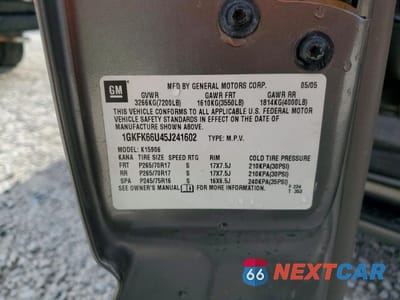 GM
MFD BY GENERAL MOTORS CORP. 05/05
GVWR GAWR FRT GAWR RR
3266KG(7200LB) 1610KG(3550LB) 1814KG(4000LB)
THIS VEHICLE CONFORMS TO ALL APPLICABLE U.S. FEDERAL MOTOR
VEHICLE SAFETY STANDARDS IN EFFECT ON THE DATE OF
MANUFACTURE SHOWN ABOVE.
1GKFK66U45J241602 TYPE: M.P.V.
MODEL: K15906
TIRE SIZE SPEED RTG RIM COLD TIRE PRESSURE
FRT P265/70R17 S 17X7.5J 210KPA(30PSI)
RR P265/70R17 S 17X7.5J 210KPA(30PSI)
SPA P245/75R16 S 16X6.5J 240KPA(35PSI)
SEE OWNER'S MANUAL FOR MORE INFORMATION.
66 NEXTCAR